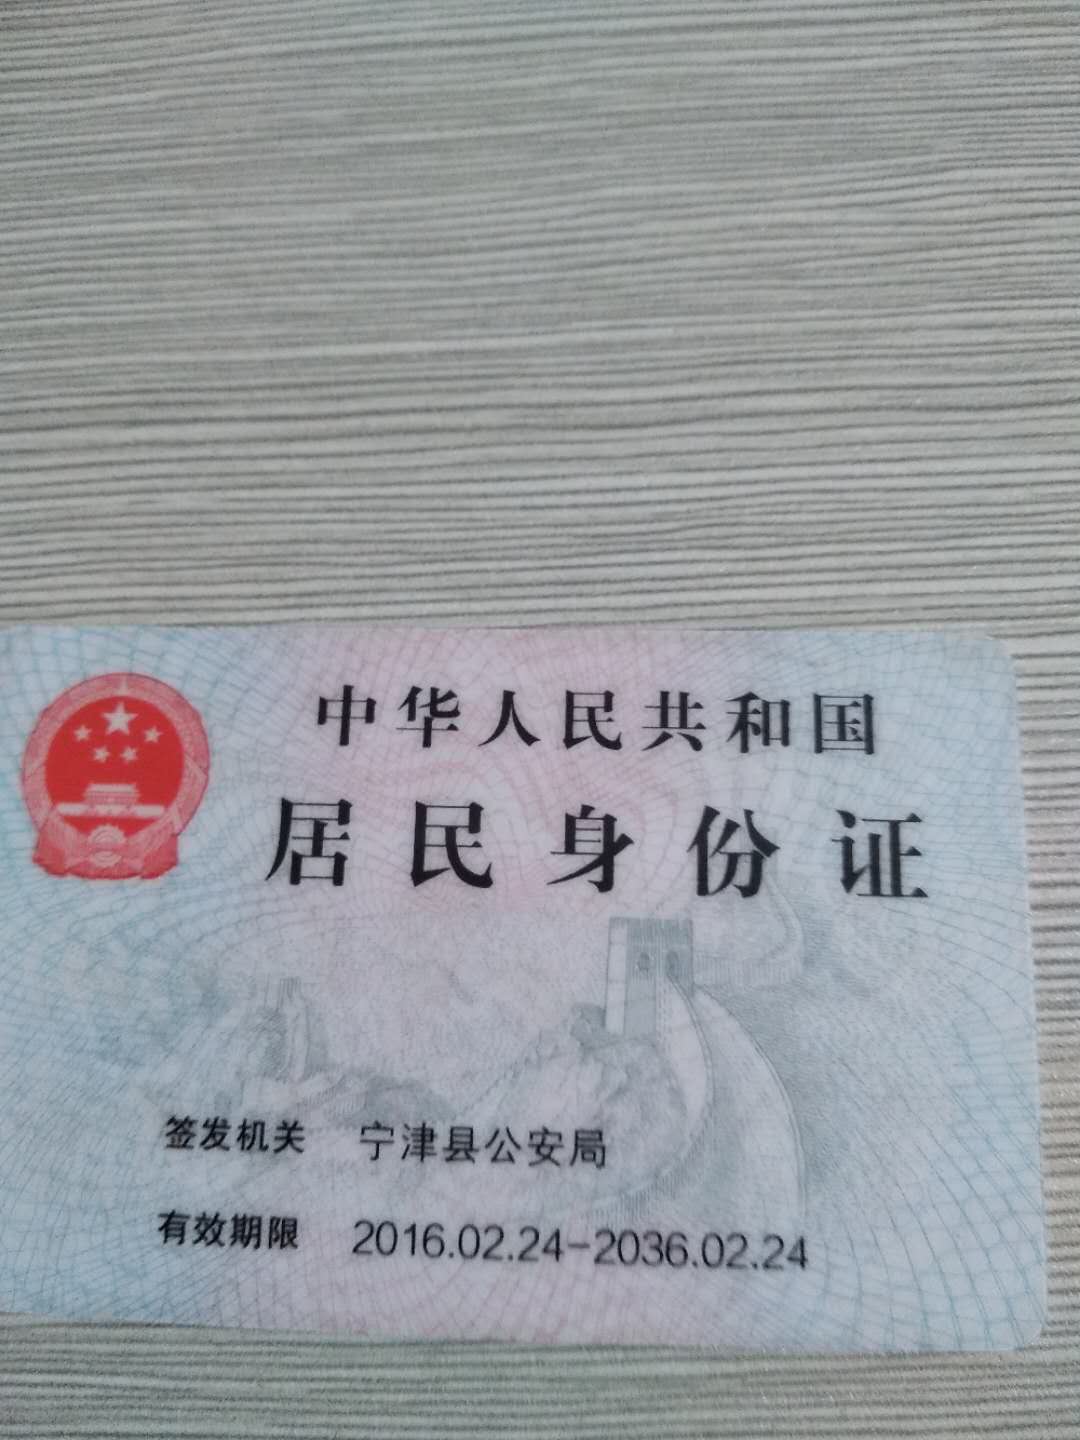 中华人民共和国
居民身份证
签发机关 宁津县公安局
有效期限 2016.02.24-2036.02.24